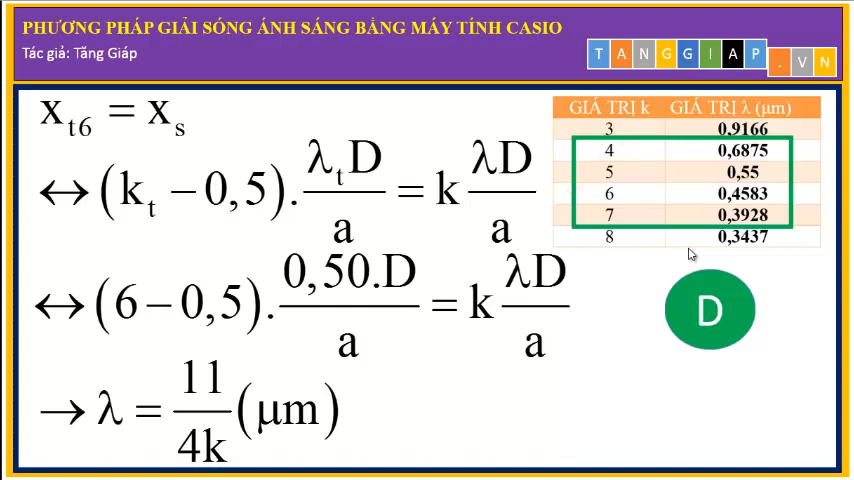 PHƯƠNG PHÁP GIẢI SÓNG ÁNH SÁNG BẰNG MÁY TÍNH CASIO
Tác giả: Tăng Giáp
TANGGIAP.VN
x_t6 = x_s
↔ (k_t − 0,5). λ_tD/a = k λD/a
↔ (6 − 0,5). 0,50.D/a = k λD/a
→ λ = 11/4k (μm)
GIÁ TRỊ k GIÁ TRỊ λ (μm)
3 0,9166
4 0,6875
5 0,55
6 0,4583
7 0,3928
8 0,3437
D